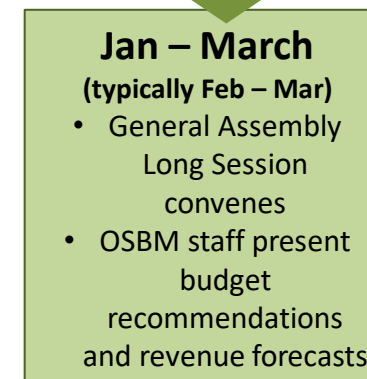 Jan – March
(typically Feb – Mar)
• General Assembly
Long Session
convenes
• OSBM staff present
budget
recommendations
and revenue forecasts